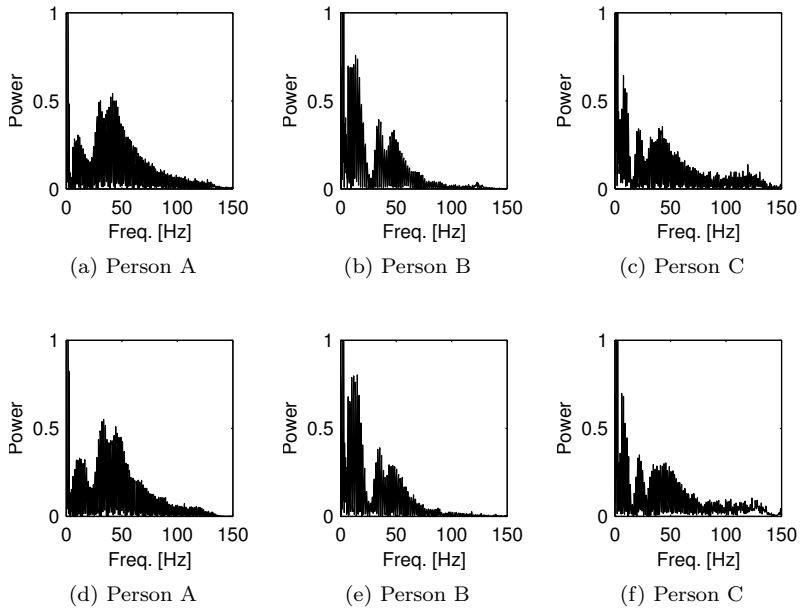 1
0.5
0
Power
0 50 100 150
Freq. [Hz]
(a) Person A
1
0.5
0
Power
0 50 100 150
Freq. [Hz]
(b) Person B
1
0.5
0
Power
0 50 100 150
Freq. [Hz]
(c) Person C
1
0.5
0
Power
0 50 100 150
Freq. [Hz]
(d) Person A
1
0.5
0
Power
0 50 100 150
Freq. [Hz]
(e) Person B
1
0.5
0
Power
0 50 100 150
Freq. [Hz]
(f) Person C